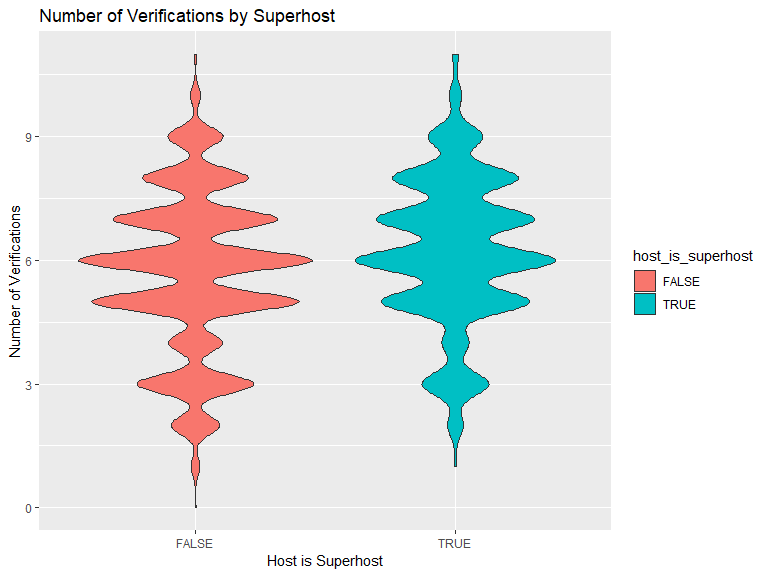 Number of Verifications by Superhost
Number of Verifications
9
6
3
0
FALSE TRUE
Host is Superhost
host_is_superhost
FALSE
TRUE